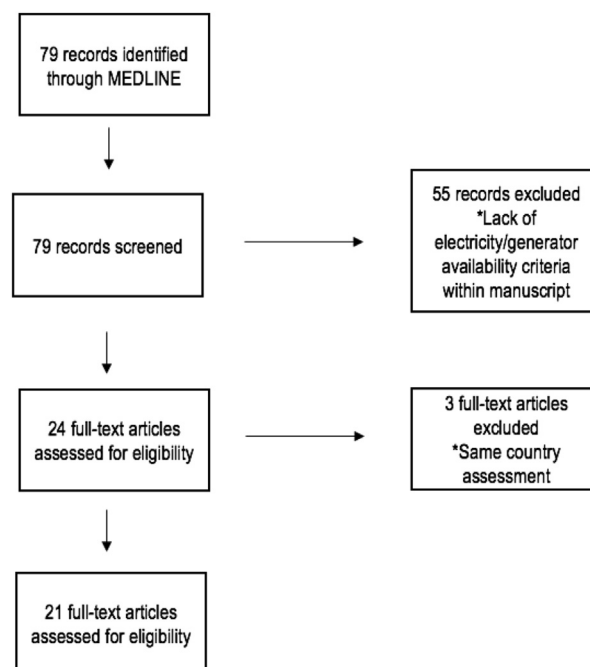 79 records identified
through MEDLINE
79 records screened
55 records excluded
*Lack of
electricity/generator
availability criteria
within manuscript
24 full-text articles
assessed for eligibility
3 full-text articles
excluded
*Same country
assessment
21 full-text articles
assessed for eligibility